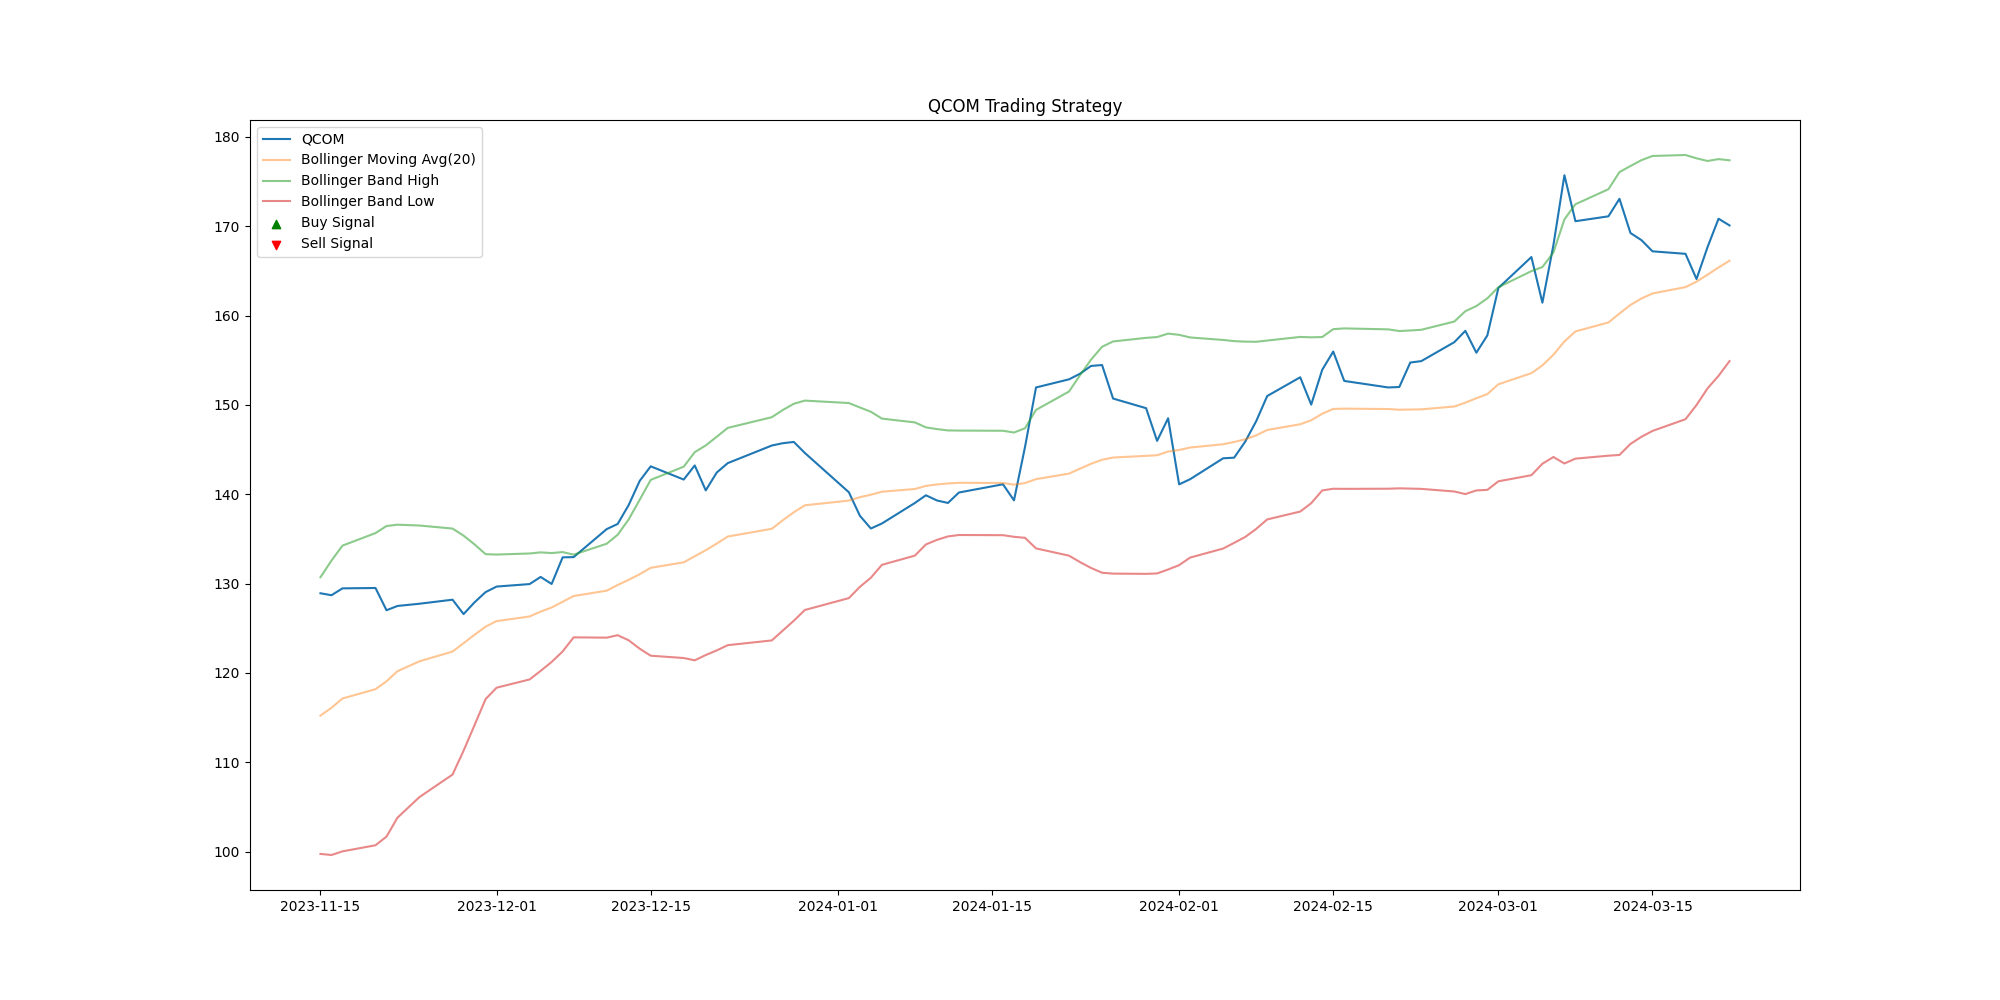 QCOM Trading Strategy
QCOM
Bollinger Moving Avg(20)
Bollinger Band High
Bollinger Band Low
Buy Signal
Sell Signal
180
170
160
150
140
130
120
110
100
2023-11-15
2023-12-01
2023-12-15
2024-01-01
2024-01-15
2024-02-01
2024-02-15
2024-03-01
2024-03-15